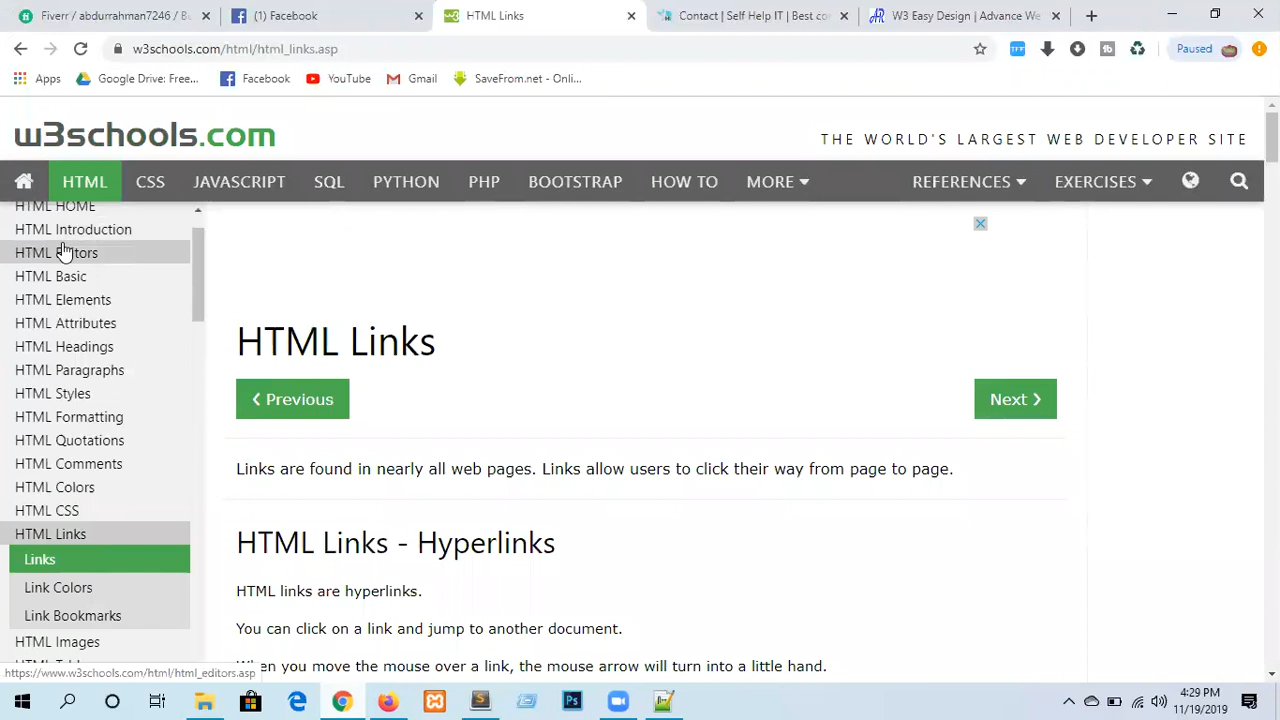 Fiverr / abdurrahman7246 / S
(1) Facebook
HTML Links
Contact | Self Help IT | Best co
W3 Easy Design | Advance We
w3schools.com/html/html_links.asp
Paused
Apps
Google Drive: Free...
Facebook
YouTube
Gmail
SaveFrom.net - Onli...
w3schools.com
THE WORLD'S LARGEST WEB DEVELOPER SITE
HTML
CSS
JAVASCRIPT
SQL
PYTHON
PHP
BOOTSTRAP
HOW TO
MORE
REFERENCES
EXERCISES
HTML HOME
HTML Introduction
HTML
HTML Basic
HTML Elements
HTML Attributes
HTML Headings
HTML Paragraphs
HTML Styles
HTML Formatting
HTML Quotations
HTML Comments
HTML Colors
HTML CSS
HTML Links
Links
Link Colors
Link Bookmarks
HTML Images
HTML Links
Previous
Next
Links are found in nearly all web pages. Links allow users to click their way from page to page.
HTML Links - Hyperlinks
HTML links are hyperlinks.
You can click on a link and jump to another document.
When you move the mouse over a link, the mouse arrow will turn into a little hand.
https://www.w3schools.com/html/html_editors.asp
4:29 PM
11/19/2019